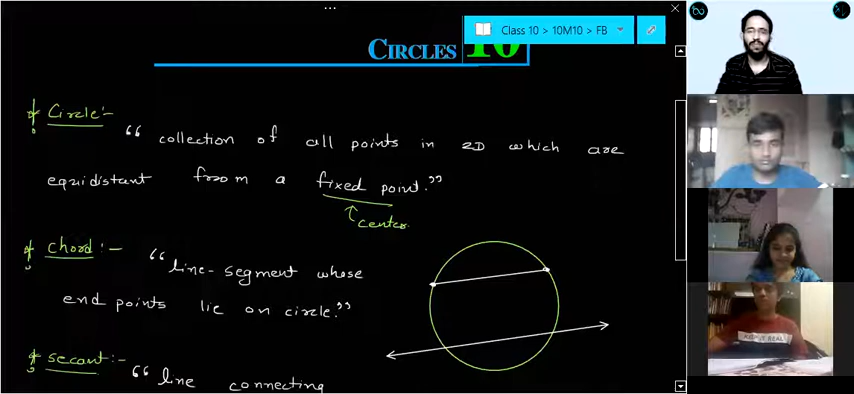 Class 10 > 10M10 > FB
CIRCLES 10
Circle:-
"collection of all points in 2D which are
equidistant from a fixed point."
center
chord:-
"line-segment whose
end points lie on circle."
secant:-
"line connecting